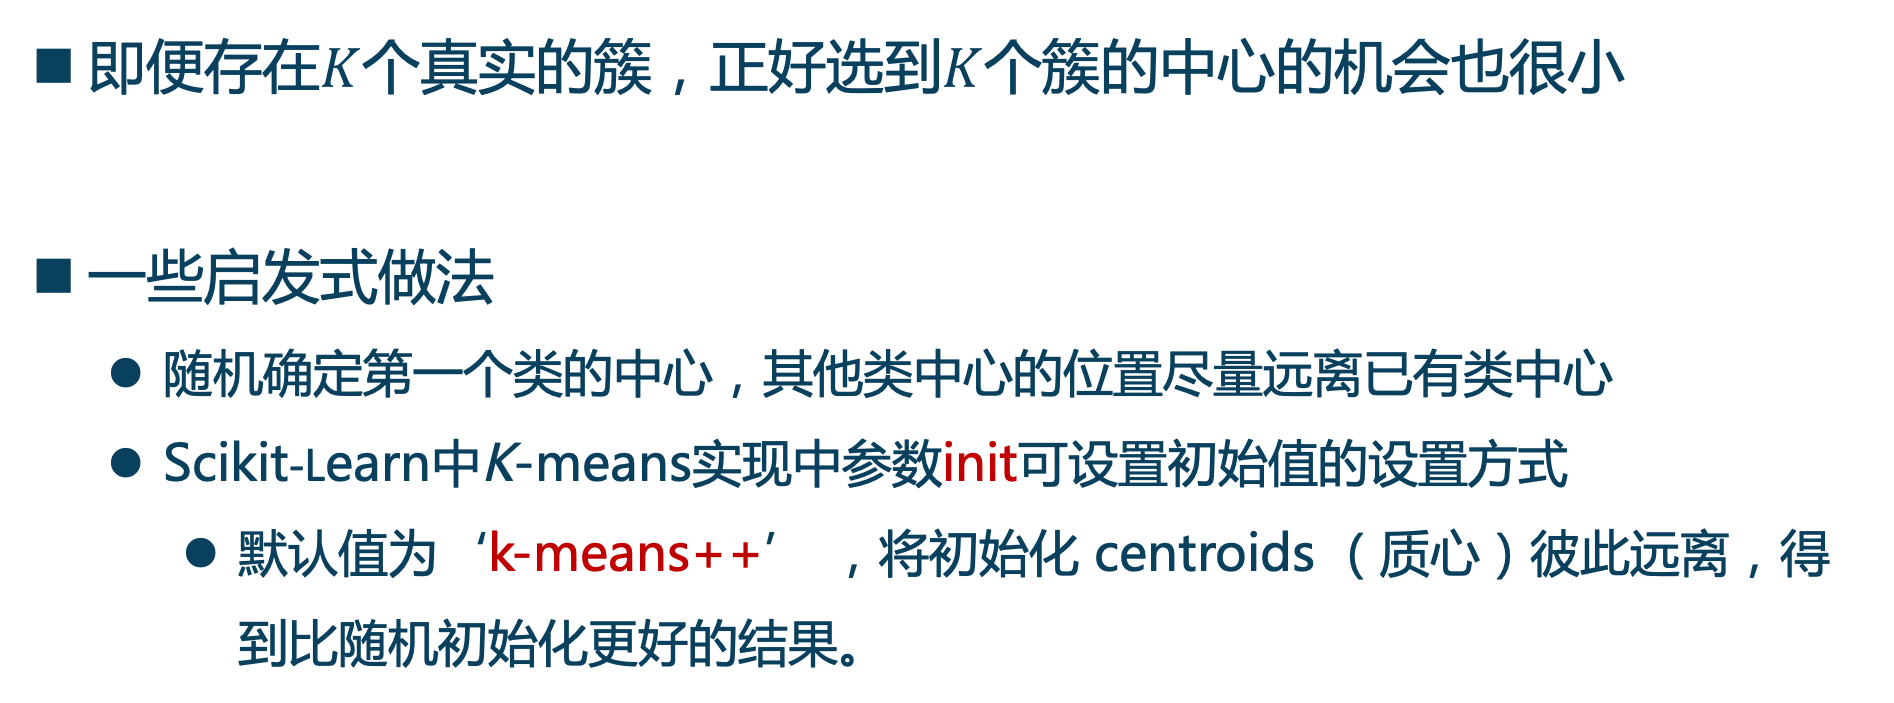 ■ 即便存在K个真实的簇，正好选到K个簇的中心的机会也很小
■ 一些启发式做法
● 随机确定第一个类的中心，其他类中心的位置尽量远离已有类中心
● Scikit-Learn中K-means实现中参数init可设置初始值的设置方式
● 默认值为‘k-means++’，将初始化 centroids（质心）彼此远离，得
到比随机初始化更好的结果。